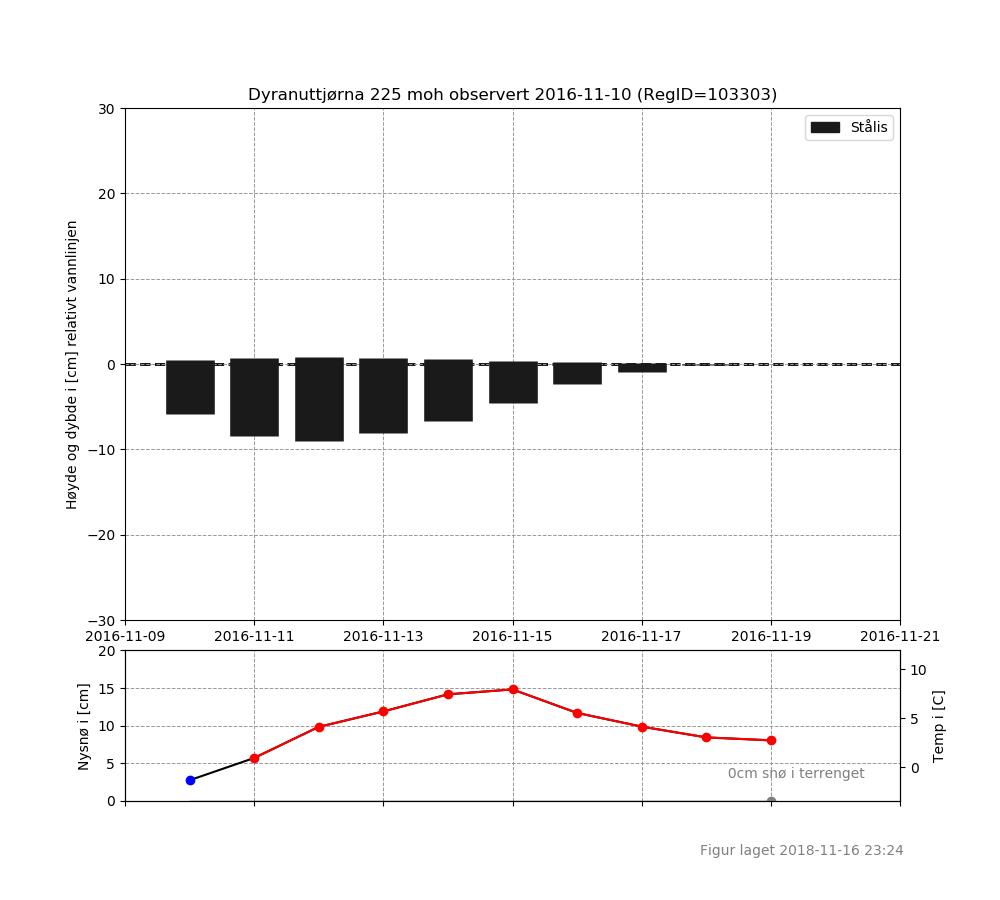 Dyranuttjørna 225 moh observert 2016-11-10 (RegID=103303)
Stålis
Høyde og dybde i [cm] relativt vannlinjen
30
20
10
0
−10
−20
−30
2016-11-09 2016-11-11 2016-11-13 2016-11-15 2016-11-17 2016-11-19 2016-11-21
Nysnø i [cm]
20
15
10
5
0
10
5
0
Temp i [C]
0cm snø i terrenget
Figur laget 2018-11-16 23:24